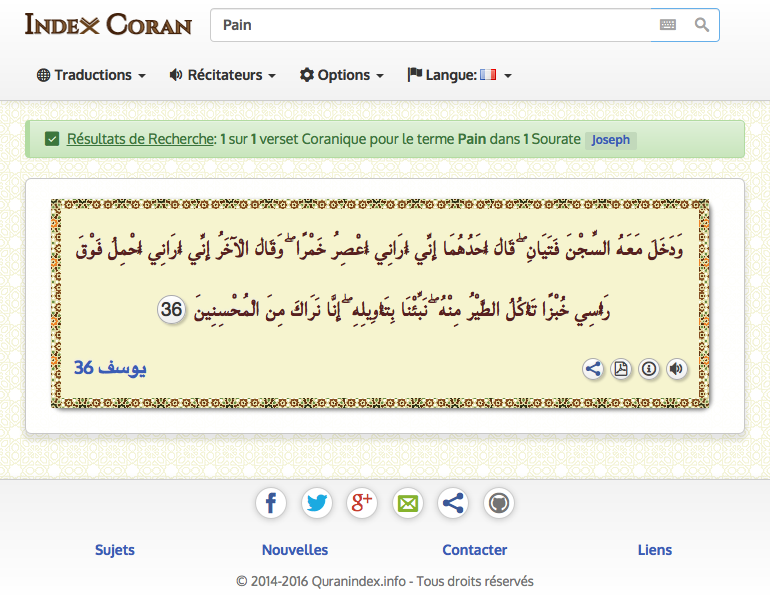 Index Coran
Pain
Traductions
Récitateurs
Options
Langue:
Résultats de Recherche: 1 sur 1 verset Coranique pour le terme Pain dans 1 Sourate Joseph
وَدَخَلَ مَعَهُ السِّجْنَ فَتَيَانِ ۖ قَالَ أَحَدُهُمَا إِنِّي أَرَانِي أَعْصِرُ خَمْرًا ۖ وَقَالَ الْآخَرُ إِنِّي أَرَانِي أَحْمِلُ فَوْقَ
رَأْسِي خُبْزًا تَأْكُلُ الطَّيْرُ مِنْهُ ۖ نَبِّئْنَا بِتَأْوِيلِهِ ۖ إِنَّا نَرَاكَ مِنَ الْمُحْسِنِينَ 36
يوسف 36
Sujets
Nouvelles
Contacter
Liens
© 2014-2016 Quranindex.info - Tous droits réservés